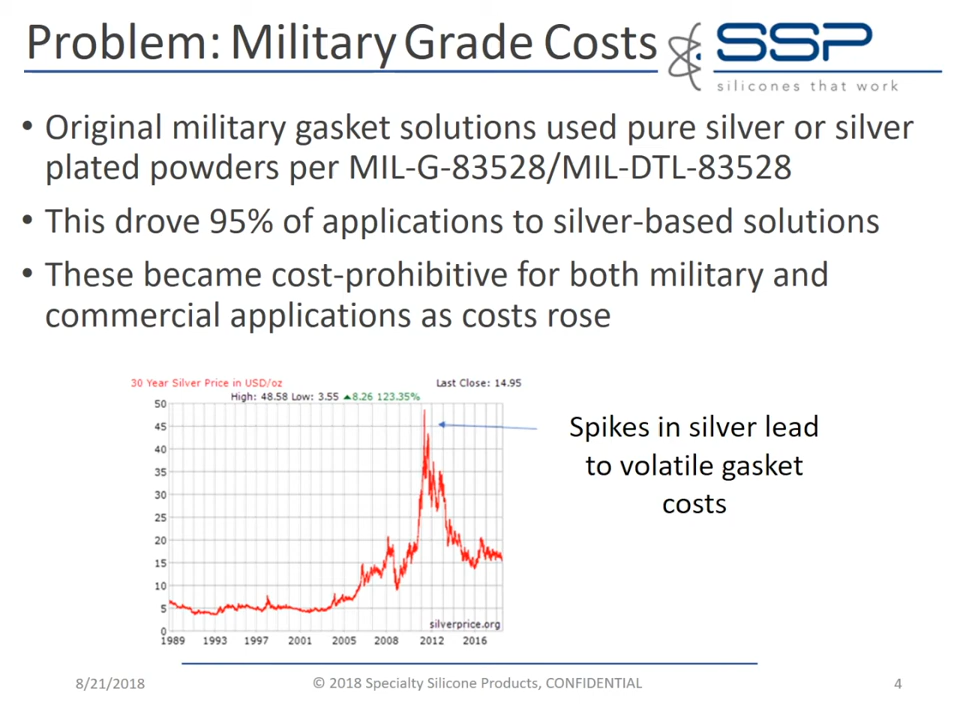 Problem: Military Grade Costs
SSP
silicones that work
• Original military gasket solutions used pure silver or silver
plated powders per MIL-G-83528/MIL-DTL-83528
• This drove 95% of applications to silver-based solutions
• These became cost-prohibitive for both military and
commercial applications as costs rose
30 Year Silver Price in USD/oz
Last Close: 14.95
High: 48.58 Low: 3.55 ▲8.26 123.35%
50
45
40
35
30
25
20
15
10
5
0
silverprice.org
1989 1993 1997 2001 2005 2008 2012 2016
Spikes in silver lead
to volatile gasket
costs
8/21/2018
© 2018 Specialty Silicone Products, CONFIDENTIAL
4